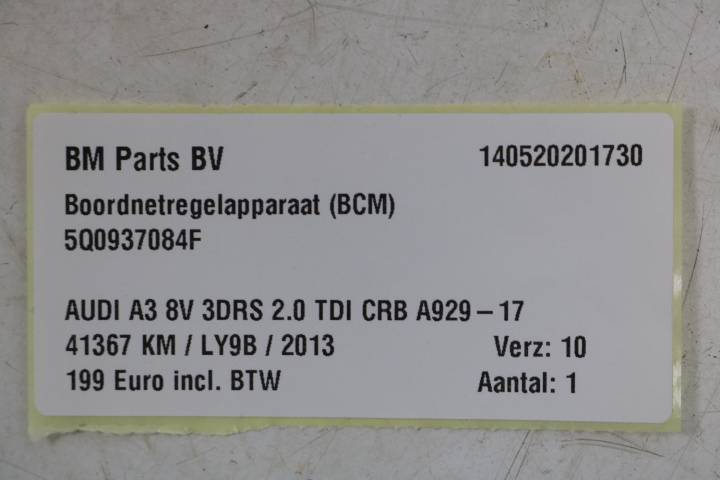 BM Parts BV 140520201730
Boordnetregelapparaat (BCM)
5Q0937084F
AUDI A3 8V 3DRS 2.0 TDI CRB A929-17
41367 KM / LY9B / 2013 Verz: 10
199 Euro incl. BTW Aantal: 1